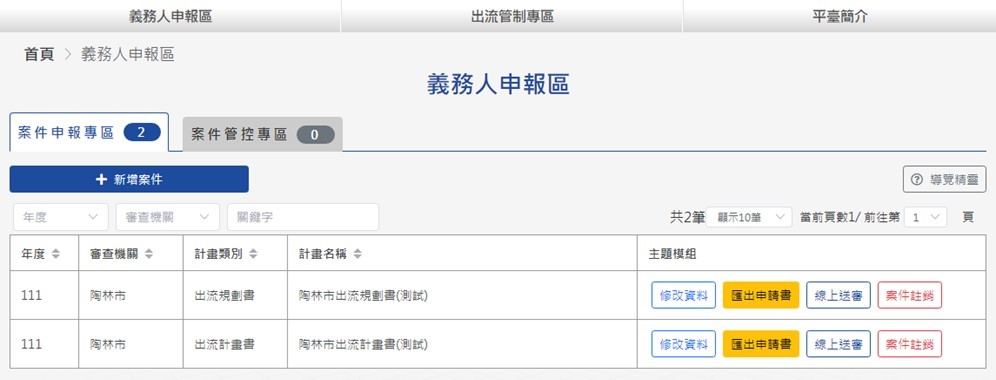 義務人申報區 出流管制專區 平臺簡介
首頁 > 義務人申報區
義務人申報區
案件申報專區 2 案件管控專區 0
+ 新增案件 導覽精靈
年度 審查機關 關鍵字 共2筆 顯示10筆 當前頁數1/ 前往第 1 頁
年度 審查機關 計畫類別 計畫名稱 主題模組
111 陶林市 出流規劃書 陶林市出流規劃書(測試) 修改資料 匯出申請書 線上送審 案件註銷
111 陶林市 出流計畫書 陶林市出流計畫書(測試) 修改資料 匯出申請書 線上送審 案件註銷